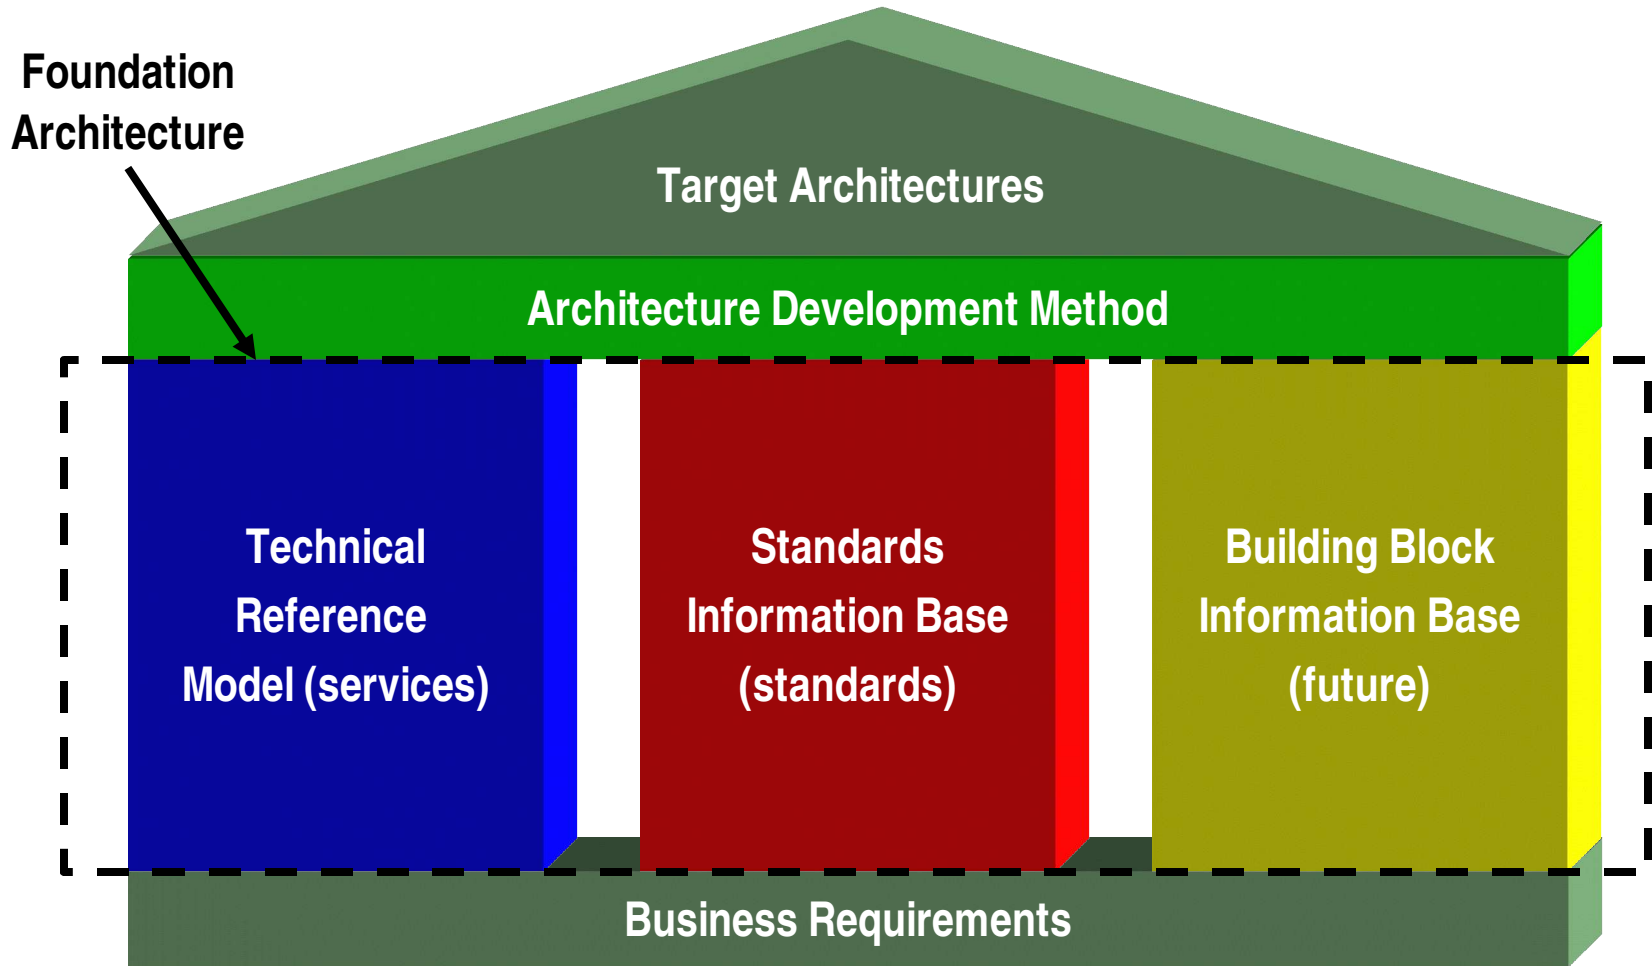 Foundation
Architecture
Target Architectures
Architecture Development Method
Technical
Reference
Model (services)
Standards
Information Base
(standards)
Building Block
Information Base
(future)
Business Requirements